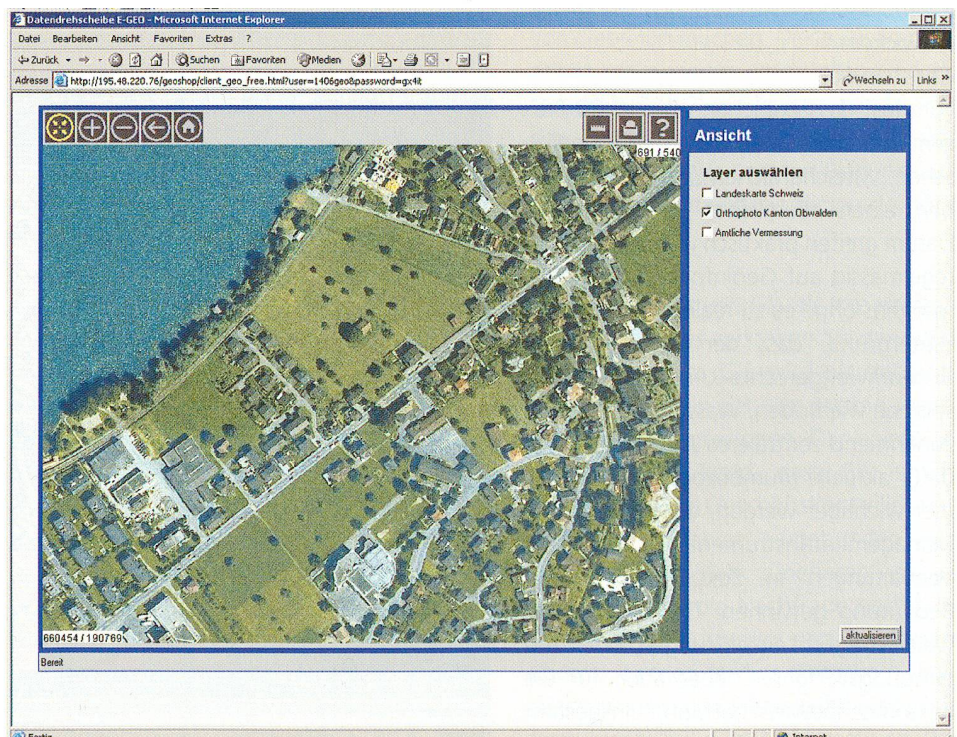 Datendrehscheibe E-GEO - Microsoft Internet Explorer
Datei Bearbeiten Ansicht Favoriten Extras ?
Zurück Suchen Favoriten Medien
Adresse http://195.48.220.76/geoshop/client_geo_free.html?user=1406geo&password=gx4it Wechseln zu Links »
?
Ansicht
691 / 540
Layer auswählen
Landeskarte Schweiz
Orthophoto Kanton Obwalden
Amtliche Vermessung
660454 / 190769
aktualisieren
Bereit
Fertig Internet